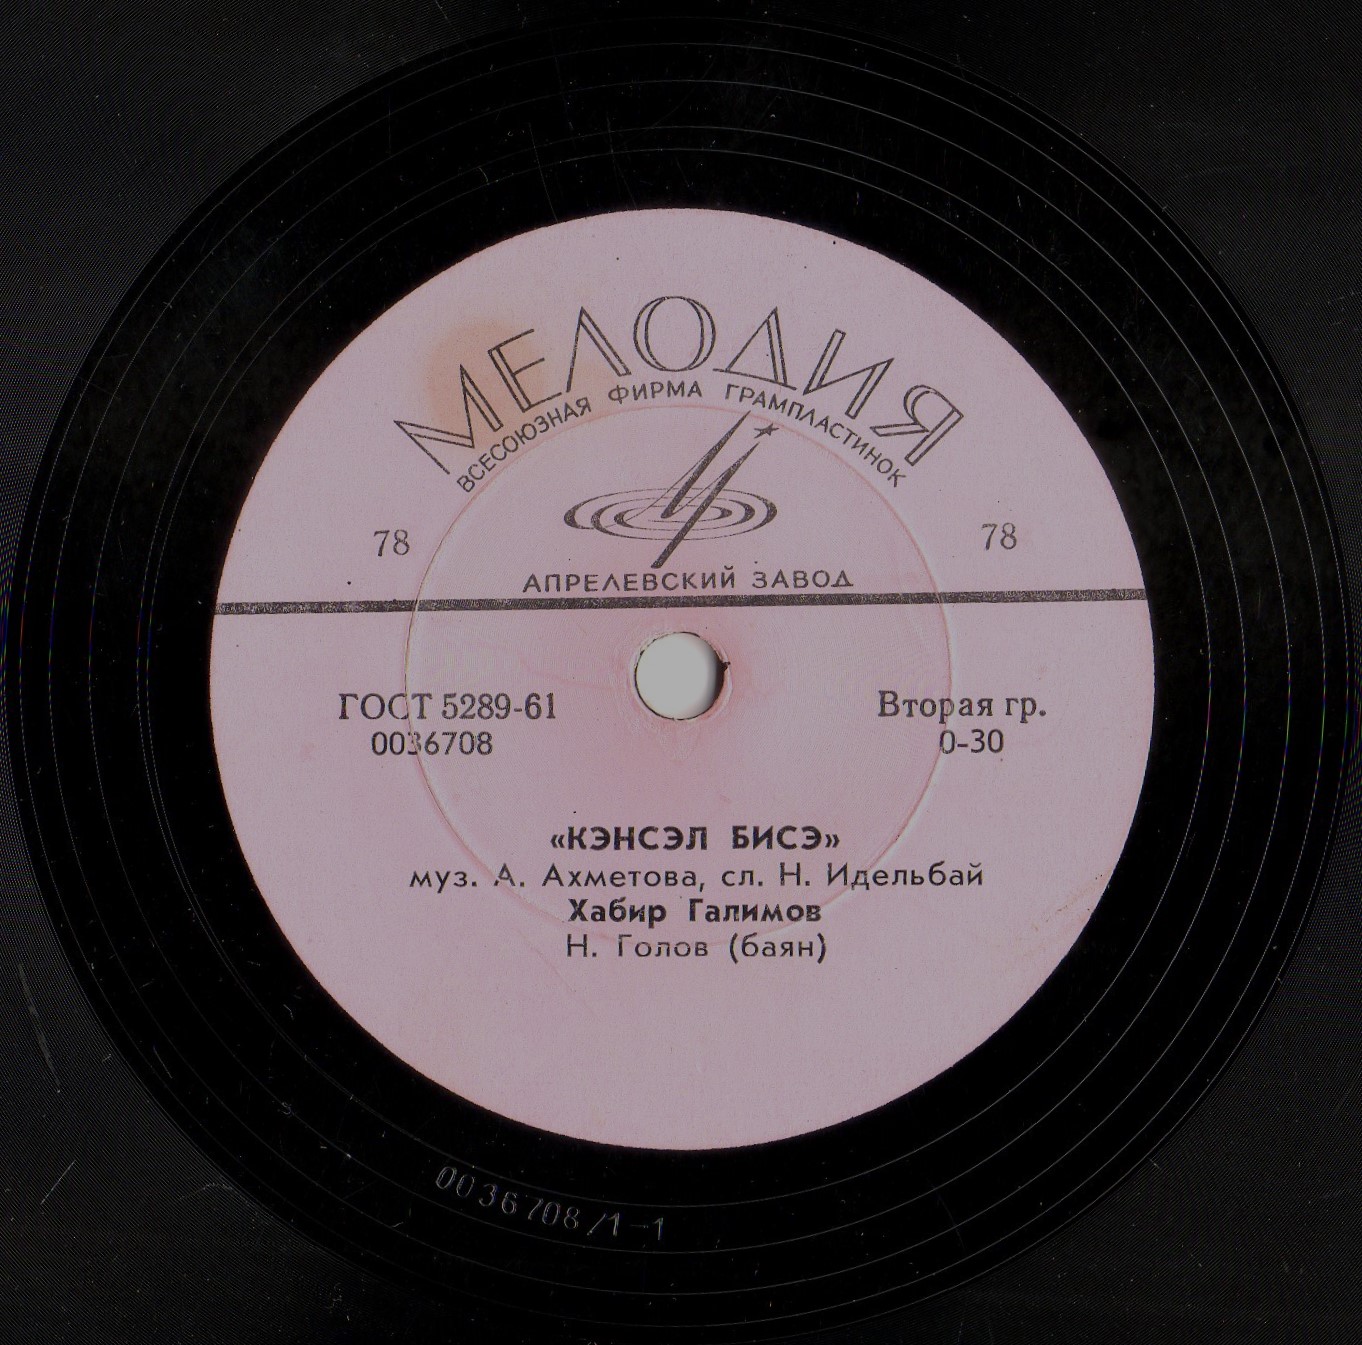 МЕЛОДИЯ
ВСЕСОЮЗНАЯ ФИРМА ГРАМПЛАСТИНОК
78
78
АПРЕЛЕВСКИЙ ЗАВОД
ГОСТ 5289-61
Вторая гр.
0036708
0-30
«КЭНСЭЛ БИСЭ»
муз. А. Ахметова, сл. Н. Идельбай
Хабир Галимов
Н. Голов (баян)
0036708/1-1